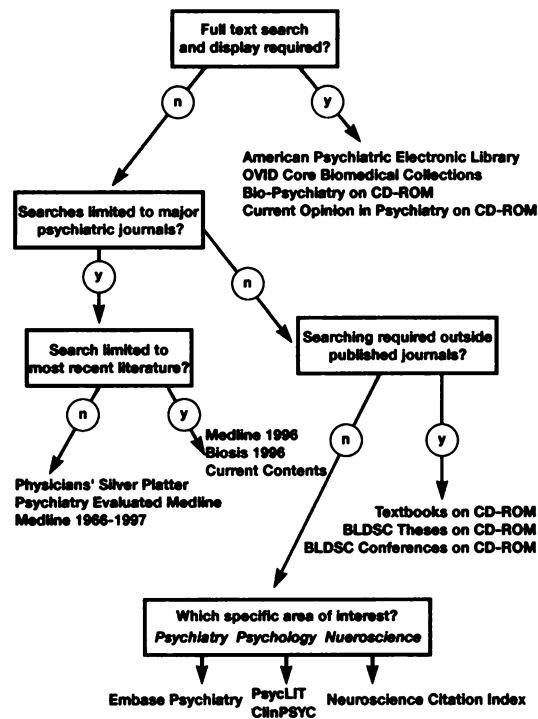 Full text search
and display required?
n
y
American Psychiatric Electronic Library
OVID Core Biomedical Collections
Bio-Psychiatry on CD-ROM
Current Opinion in Psychiatry on CD-ROM
Searches limited to major
psychiatric journals?
y
n
Search limited to
most recent literature?
Searching required outside
published journals?
n
y
Medline 1996
Biosis 1996
Current Contents
n
y
Physicians' Silver Platter
Psychiatry Evaluated Medline
Medline 1966-1997
Textbooks on CD-ROM
BLDSC Theses on CD-ROM
BLDSC Conferences on CD-ROM
Which specific area of interest?
Psychiatry Psychology Nueroscience
Embase Psychiatry
PsycLIT
ClinPSYC
Neuroscience Citation Index